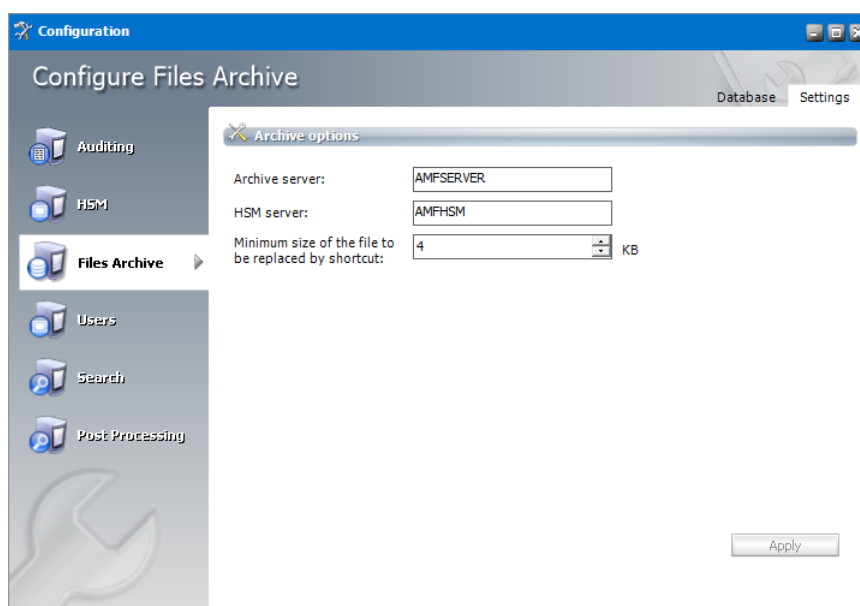 Configuration
Configure Files Archive
Database Settings
Auditing
HSM
Files Archive
Users
Search
Post Processing
Archive options
Archive server: AMFSERVER
HSM server: AMFHSM
Minimum size of the file to
be replaced by shortcut: 4 KB
Apply